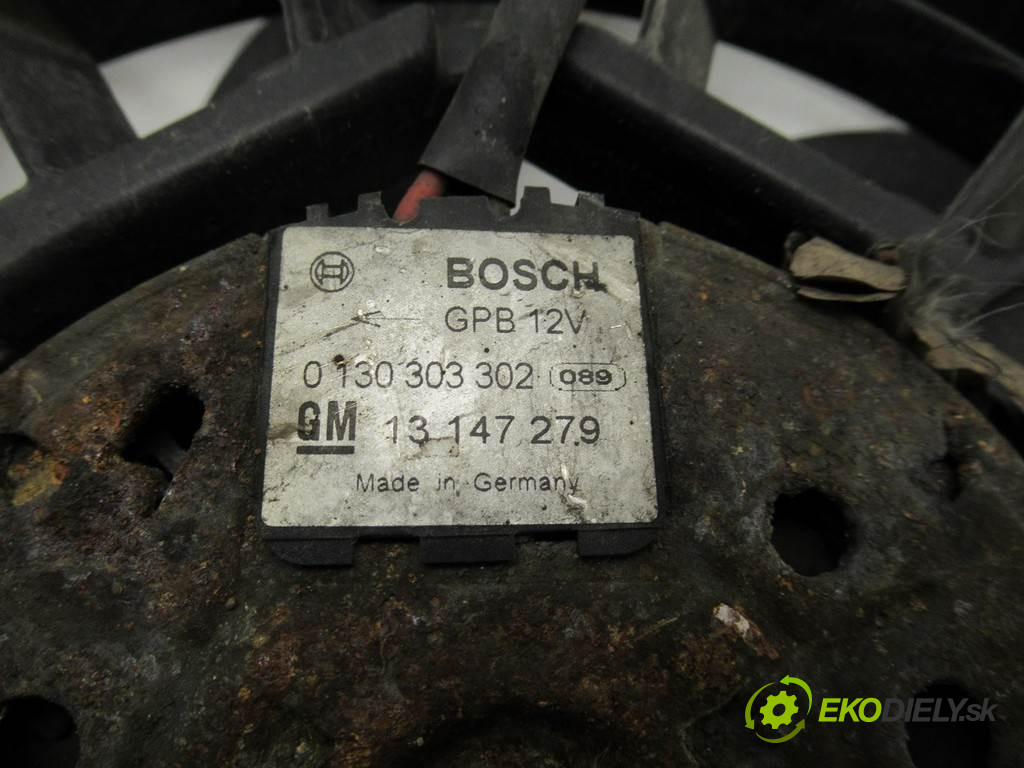 BOSCH
GPB 12V
0 130 303 302 089
GM 13 147 279
Made in Germany
EKODIELY.sk